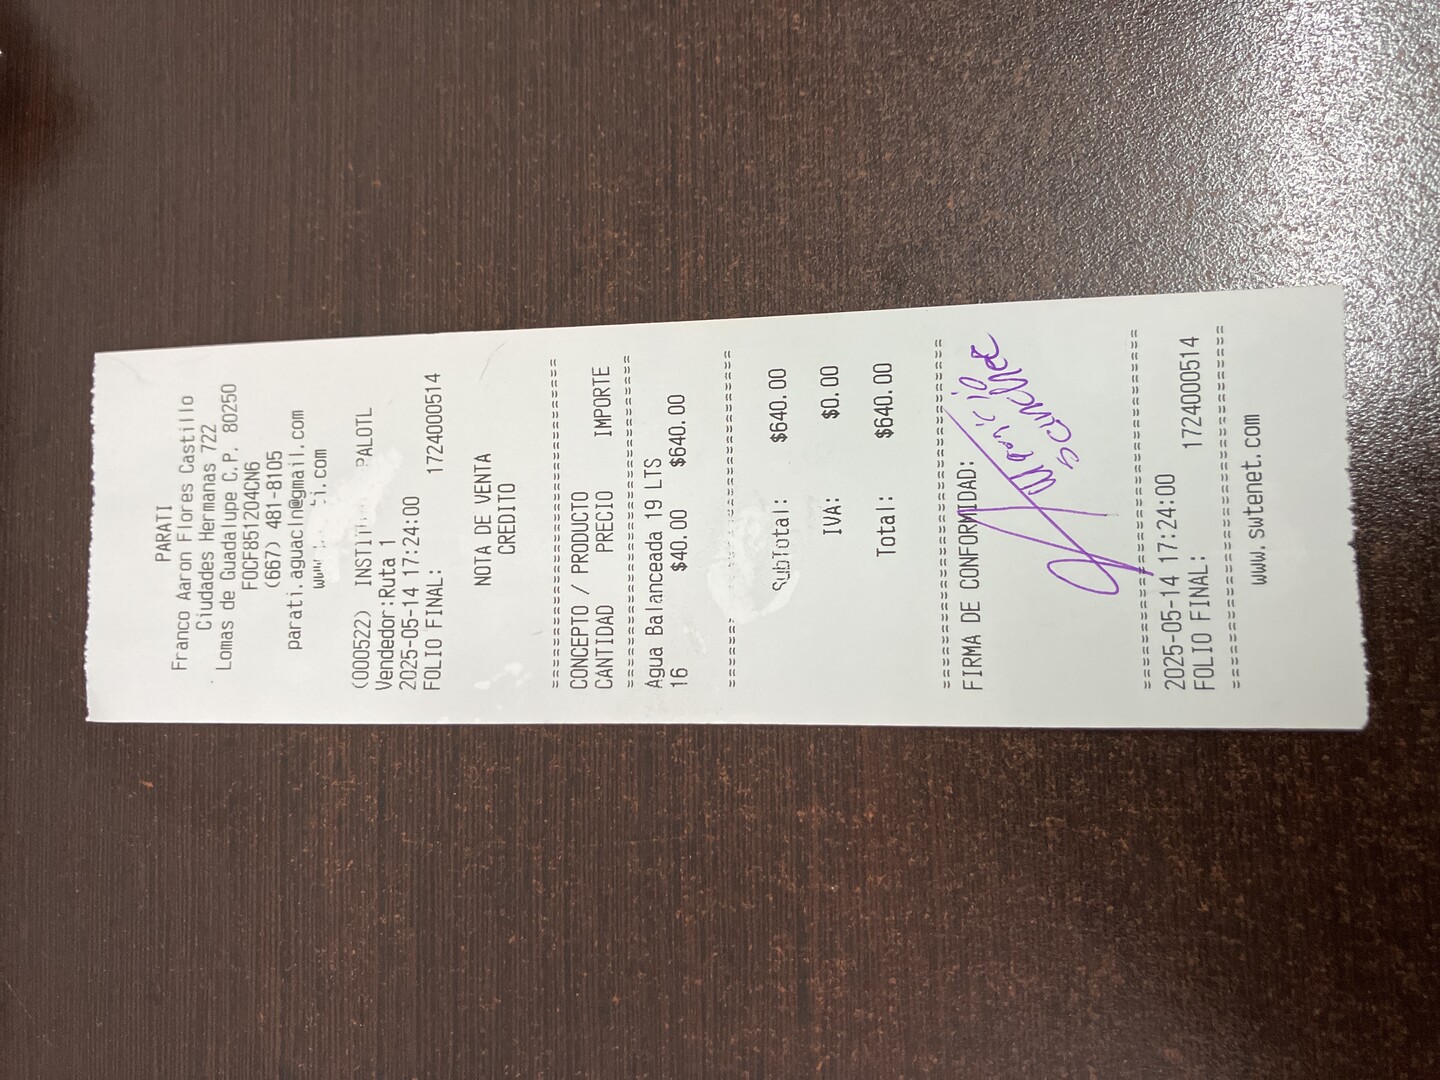 PARATI
Franco Aaron Flores Castillo
Ciudades Hermanas 722
Lomas de Guadalupe C.P. 80250
FOCF851204CN6
(667) 481-8105
parati.aguacln@gmail.com
(000522) PALOTL
Vendedor:Ruta 1
2025-05-14 17:24:00
FOLIO FINAL: 1724000514
NOTA DE VENTA
CREDITO
===============================
CONCEPTO / PRODUCTO
CANTIDAD PRECIO IMPORTE
===============================
Agua Balanceada 19 LTS
16 $40.00 $640.00
===============================
SubTotal: $640.00
IVA: $0.00
Total: $640.00
===============================
FIRMA DE CONFORMIDAD:
===============================
2025-05-14 17:24:00
FOLIO FINAL: 1724000514
===============================
www.swtenet.com